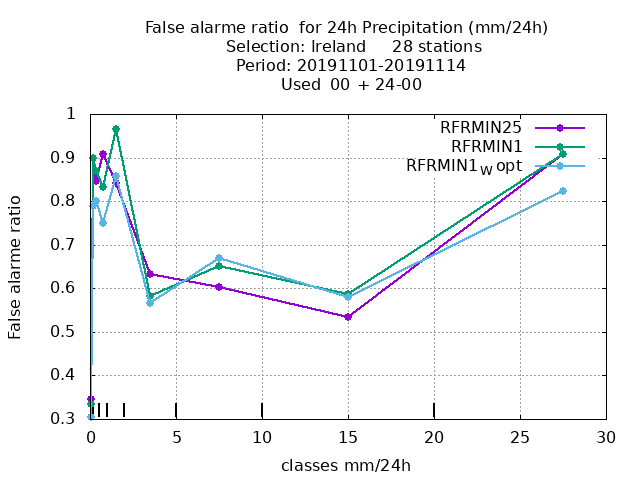 False alarme ratio  for 24h Precipitation (mm/24h)
Selection: Ireland     28 stations
Period: 20191101-20191114
Used  00 + 24-00
RFRMIN25
RFRMIN1
RFRMIN1W opt
1
0.9
0.8
0.7
0.6
0.5
0.4
0.3
False alarme ratio
0 5 10 15 20 25 30
classes mm/24h